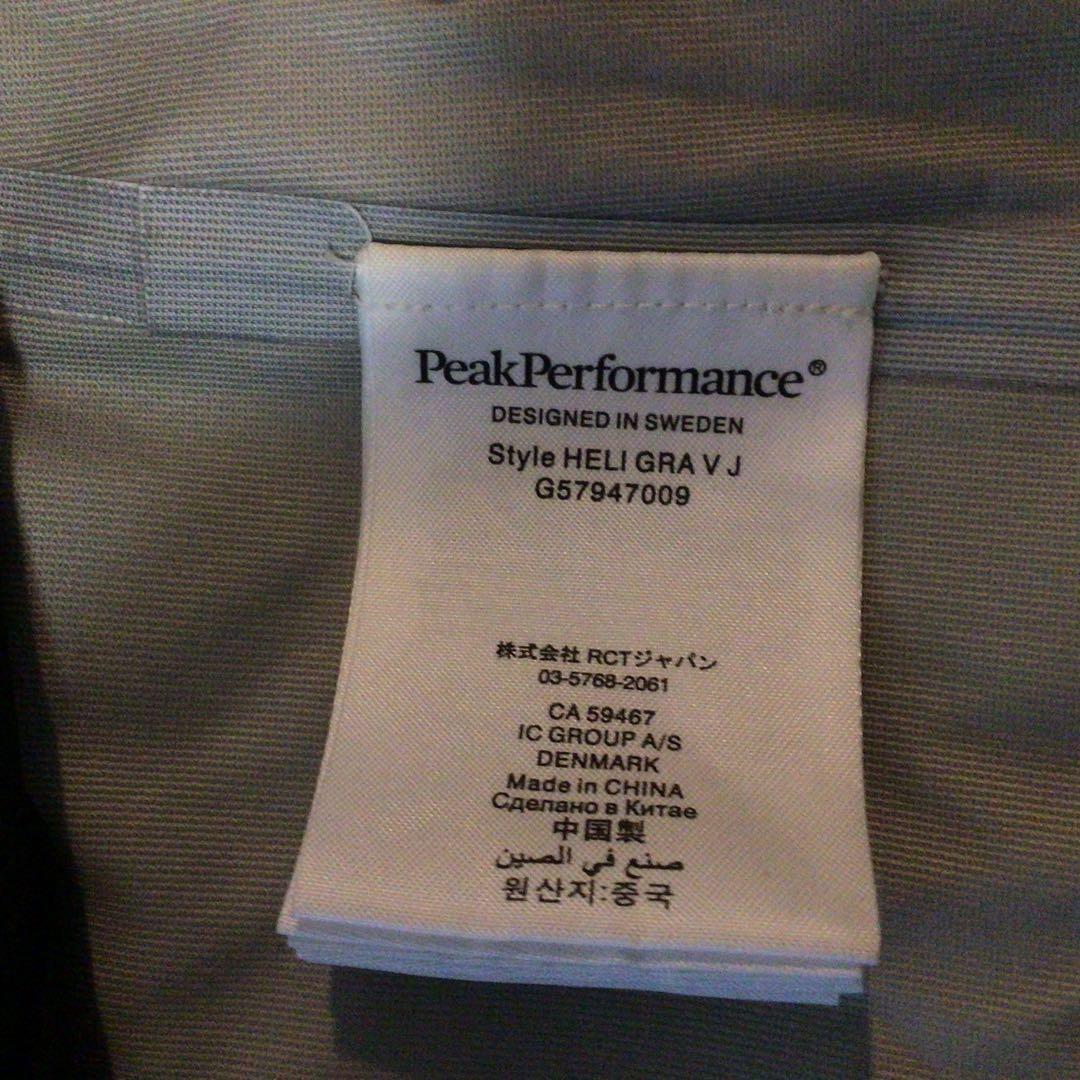 PeakPerformance®
DESIGNED IN SWEDEN
Style HELI GRA V J
G57947009
株式会社 RCTジャパン
03-5768-2061
CA 59467
IC GROUP A/S
DENMARK
Made in CHINA
Сделано в Китае
中国製
صنع في الصين
원산지:중국